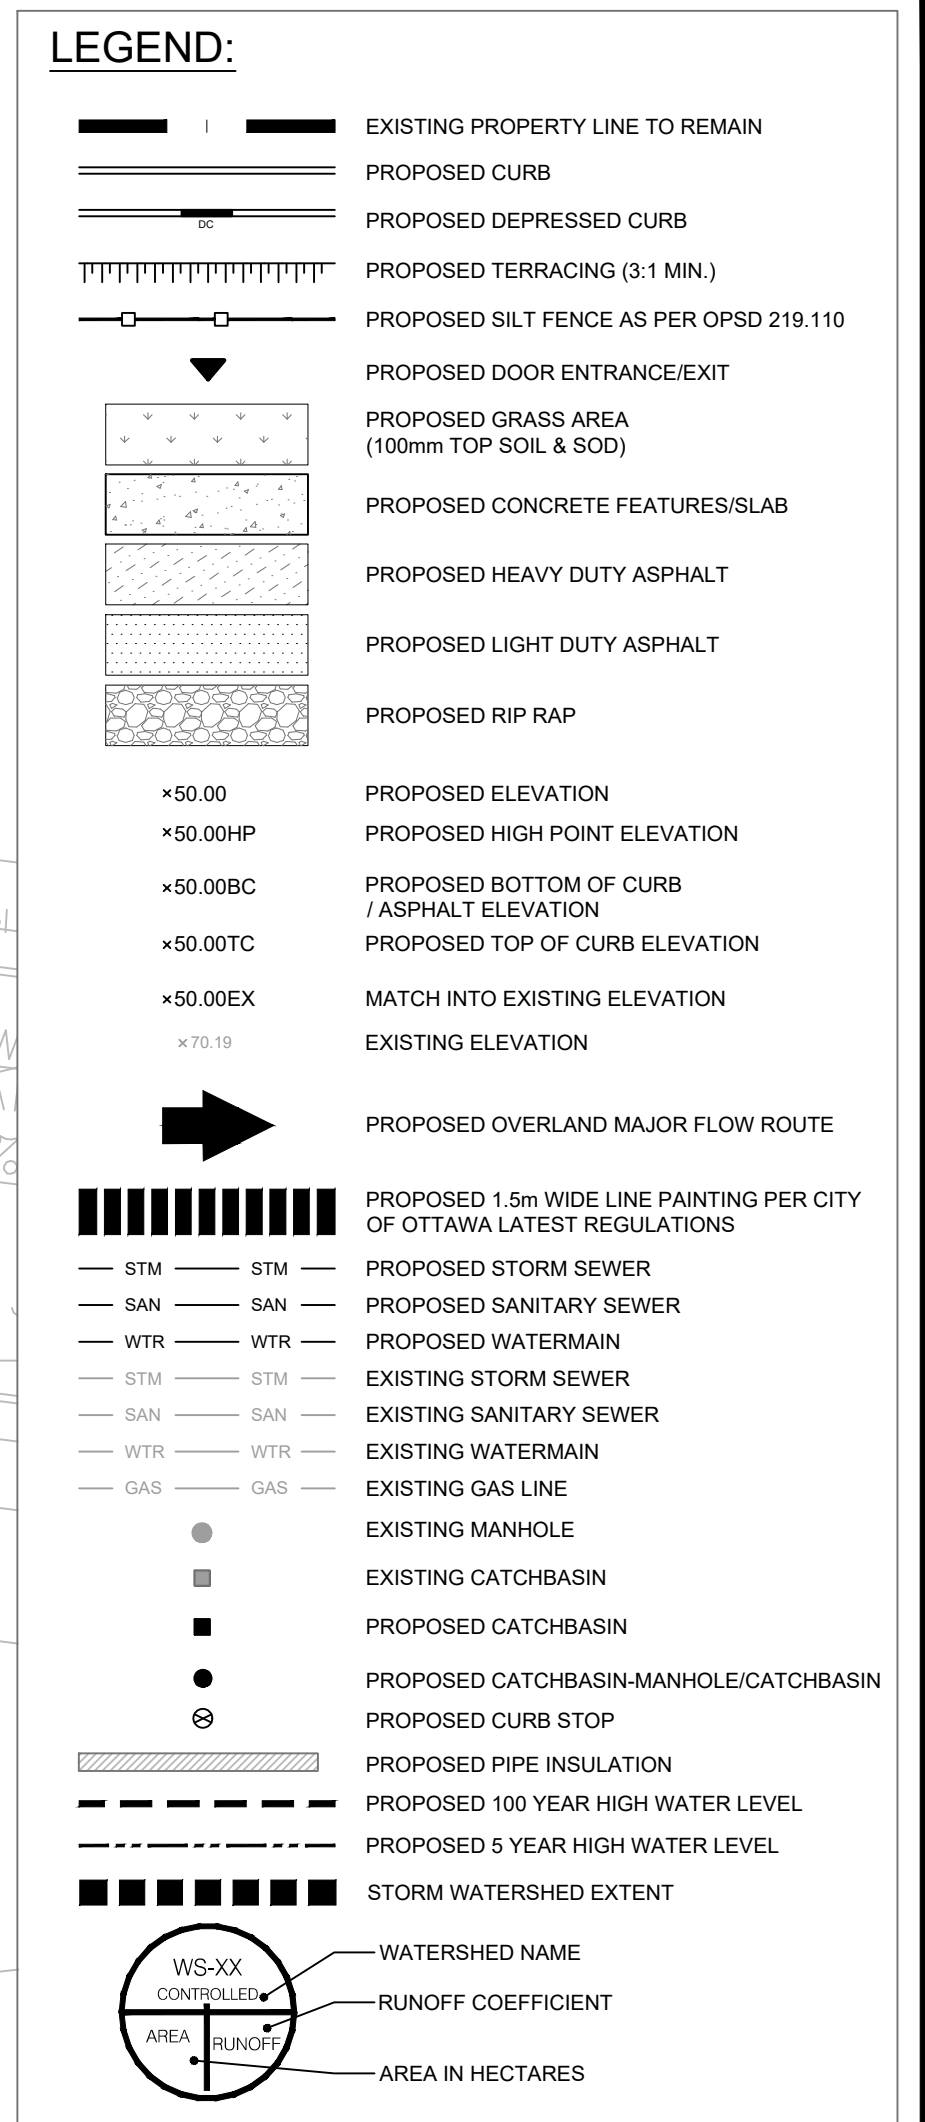 LEGEND:
EXISTING PROPERTY LINE TO REMAIN
PROPOSED CURB
DC
PROPOSED DEPRESSED CURB
PROPOSED TERRACING (3:1 MIN.)
PROPOSED SILT FENCE AS PER OPSD 219.110
PROPOSED DOOR ENTRANCE/EXIT
PROPOSED GRASS AREA
(100mm TOP SOIL & SOD)
PROPOSED CONCRETE FEATURES/SLAB
PROPOSED HEAVY DUTY ASPHALT
PROPOSED LIGHT DUTY ASPHALT
PROPOSED RIP RAP
×50.00 PROPOSED ELEVATION
×50.00HP PROPOSED HIGH POINT ELEVATION
×50.00BC PROPOSED BOTTOM OF CURB
/ ASPHALT ELEVATION
×50.00TC PROPOSED TOP OF CURB ELEVATION
×50.00EX MATCH INTO EXISTING ELEVATION
×70.19 EXISTING ELEVATION
PROPOSED OVERLAND MAJOR FLOW ROUTE
PROPOSED 1.5m WIDE LINE PAINTING PER CITY
OF OTTAWA LATEST REGULATIONS
STM STM PROPOSED STORM SEWER
SAN SAN PROPOSED SANITARY SEWER
WTR WTR PROPOSED WATERMAIN
STM STM EXISTING STORM SEWER
SAN SAN EXISTING SANITARY SEWER
WTR WTR EXISTING WATERMAIN
GAS GAS EXISTING GAS LINE
EXISTING MANHOLE
EXISTING CATCHBASIN
PROPOSED CATCHBASIN
PROPOSED CATCHBASIN-MANHOLE/CATCHBASIN
PROPOSED CURB STOP
PROPOSED PIPE INSULATION
PROPOSED 100 YEAR HIGH WATER LEVEL
PROPOSED 5 YEAR HIGH WATER LEVEL
STORM WATERSHED EXTENT
WS-XX
CONTROLLED
AREA
RUNOFF
WATERSHED NAME
RUNOFF COEFFICIENT
AREA IN HECTARES